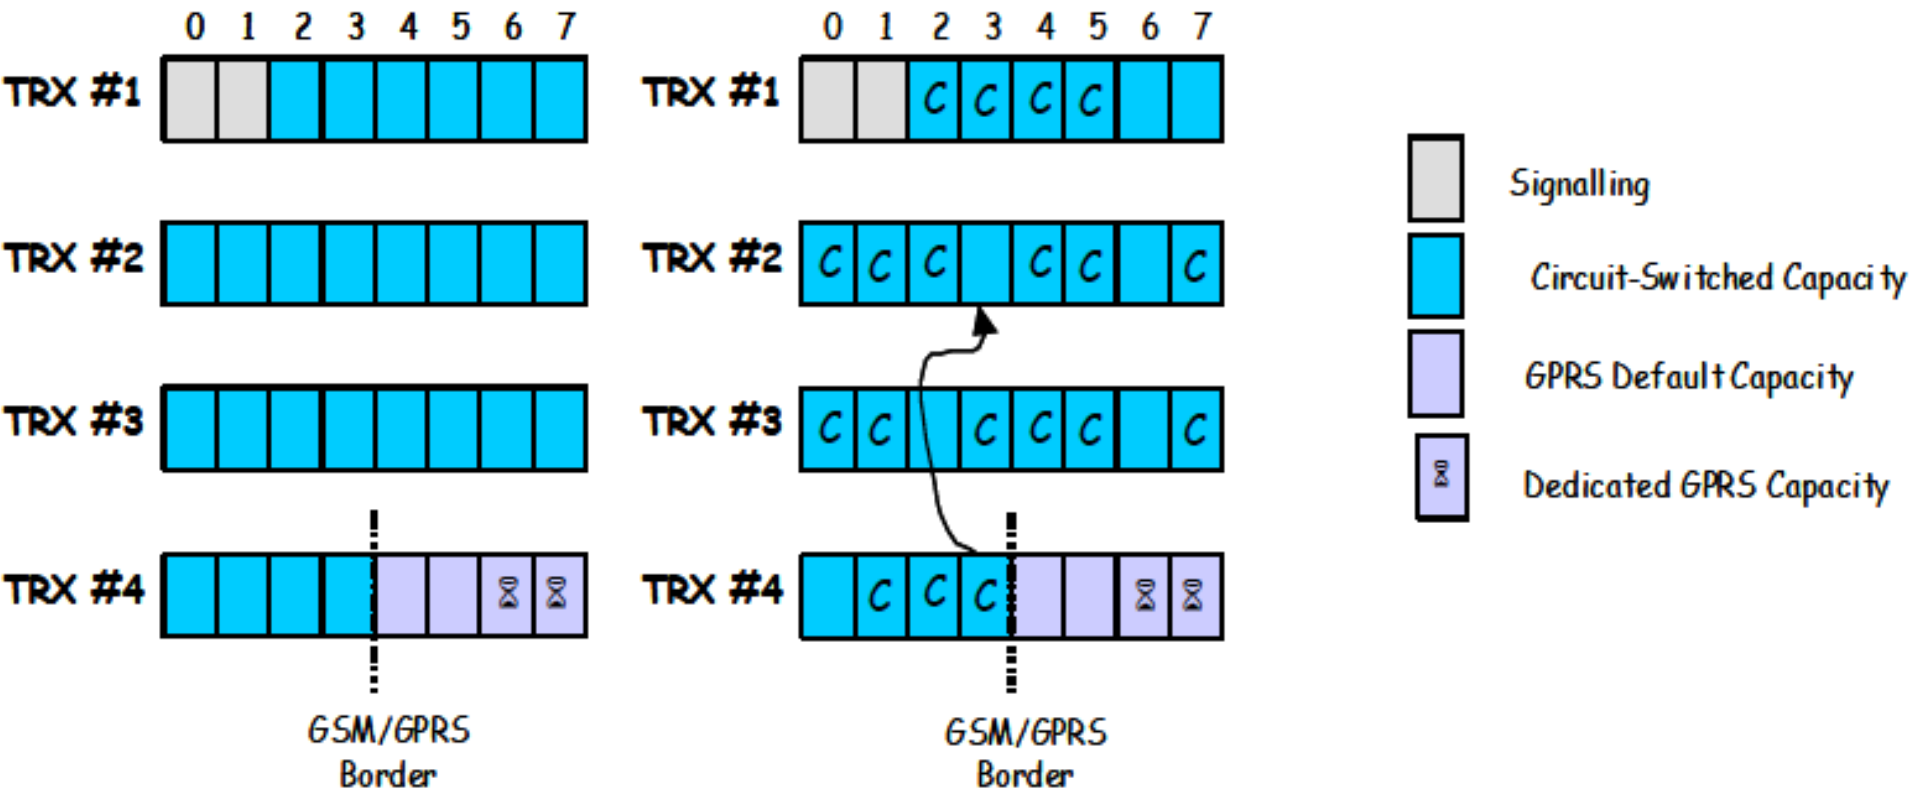 0 1 2 3 4 5 6 7
TRX #1
TRX #2
TRX #3
TRX #4
GSM/GPRS
Border
0 1 2 3 4 5 6 7
TRX #1 C C C C
TRX #2 C C C C C C
TRX #3 C C C C C C
TRX #4 C C C
GSM/GPRS
Border
Signalling
Circuit-Switched Capacity
GPRS Default Capacity
Dedicated GPRS Capacity